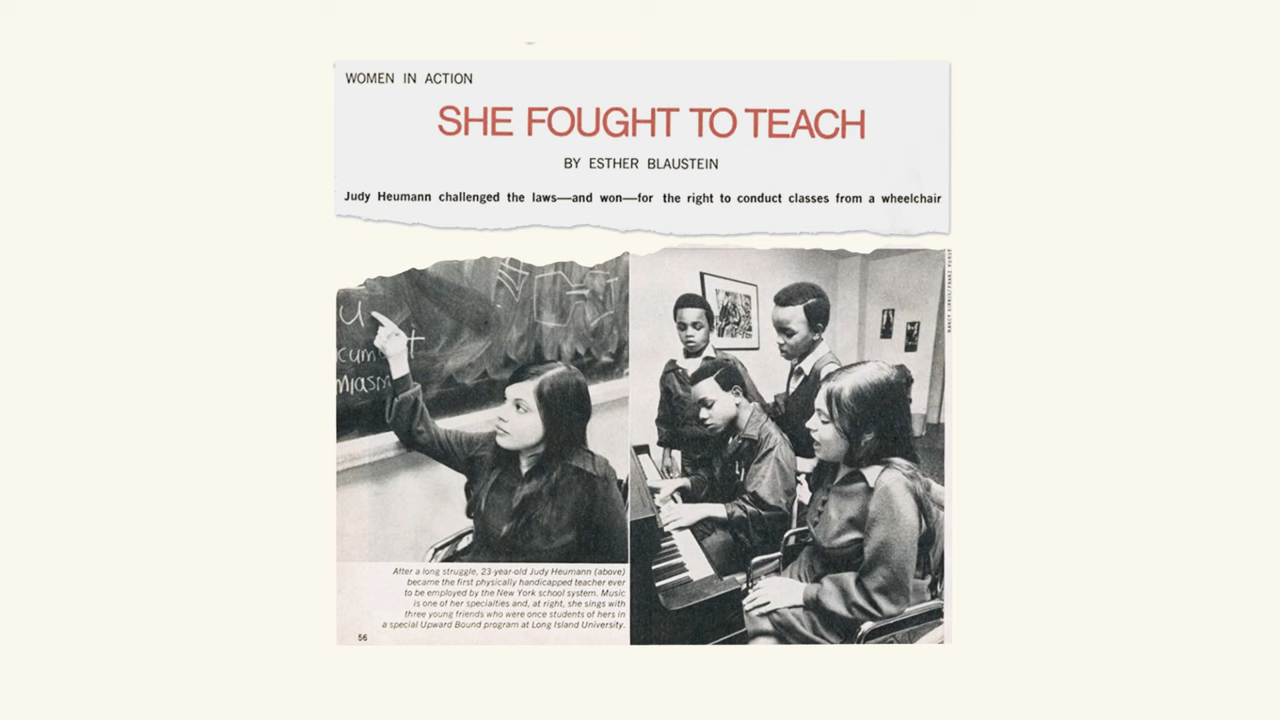 WOMEN IN ACTION
SHE FOUGHT TO TEACH
BY ESTHER BLAUSTEIN
Judy Heumann challenged the laws—and won—for the right to conduct classes from a wheelchair
U
cum t
miasm
After a long struggle, 23-year-old Judy Heumann (above)
became the first physically handicapped teacher ever
to be employed by the New York school system. Music
is one of her specialties and, at right, she sings with
three young friends who were once students of hers in
a special Upward Bound program at Long Island University.
56